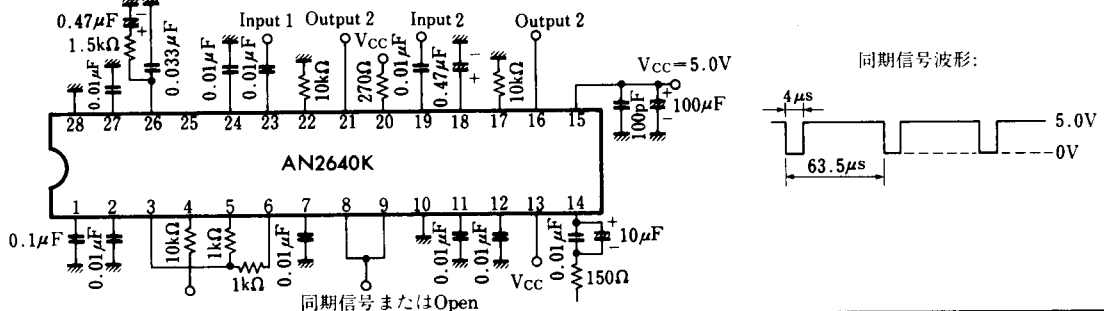 0.47μF
1.5kΩ
0.033μF
0.01μF
0.01μF
0.01μF
Input 1
10kΩ
Output 2
VCC
270Ω
0.01μF
Input 2
0.47μF
10kΩ
Output 2
VCC=5.0V
100pF
100μF
28 27 26 25 24 23 22 21 20 19 18 17 16 15
AN2640K
1 2 3 4 5 6 7 8 9 10 11 12 13 14
0.1μF
0.01μF
10kΩ
1kΩ
1kΩ
0.01μF
同期信号またはOpen
0.01μF
0.01μF
VCC
0.01μF
10μF
150Ω
同期信号波形:
4μs
5.0V
0V
63.5μs